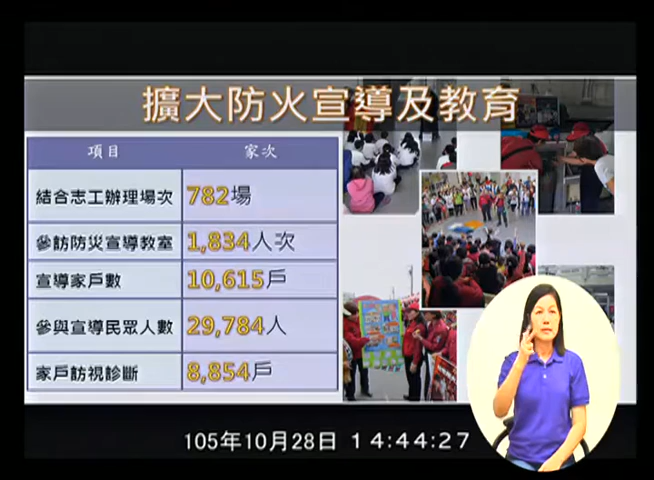 擴大防火宣導及教育
項目 家次
結合志工辦理場次 782場
參訪防災宣導教室 1,834人次
宣導家戶數 10,615戶
參與宣導民眾人數 29,784人
家戶訪視診斷 8,854戶
105年10月28日 14:44:27